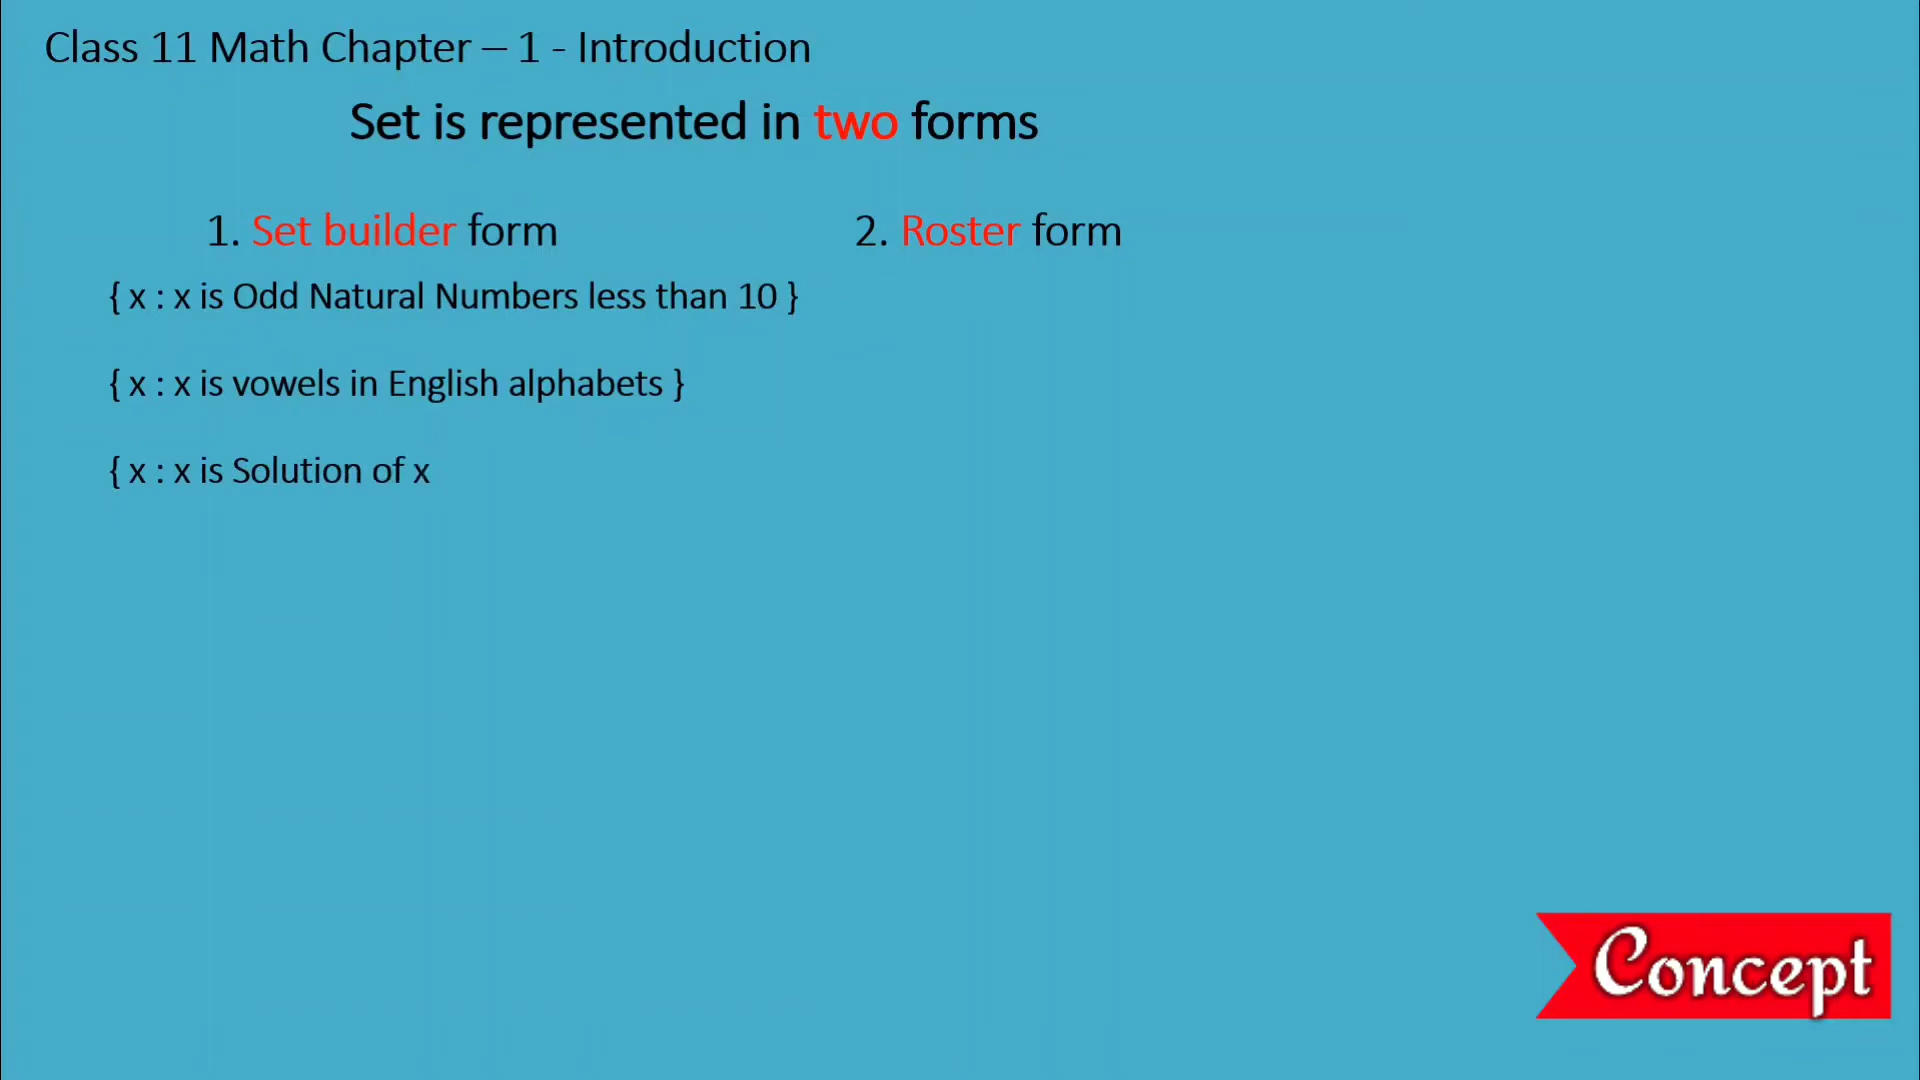 Class 11 Math Chapter – 1 - Introduction
Set is represented in two forms
1. Set builder form
2. Roster form
{ x : x is Odd Natural Numbers less than 10 }
{ x : x is vowels in English alphabets }
{ x : x is Solution of x
Concept